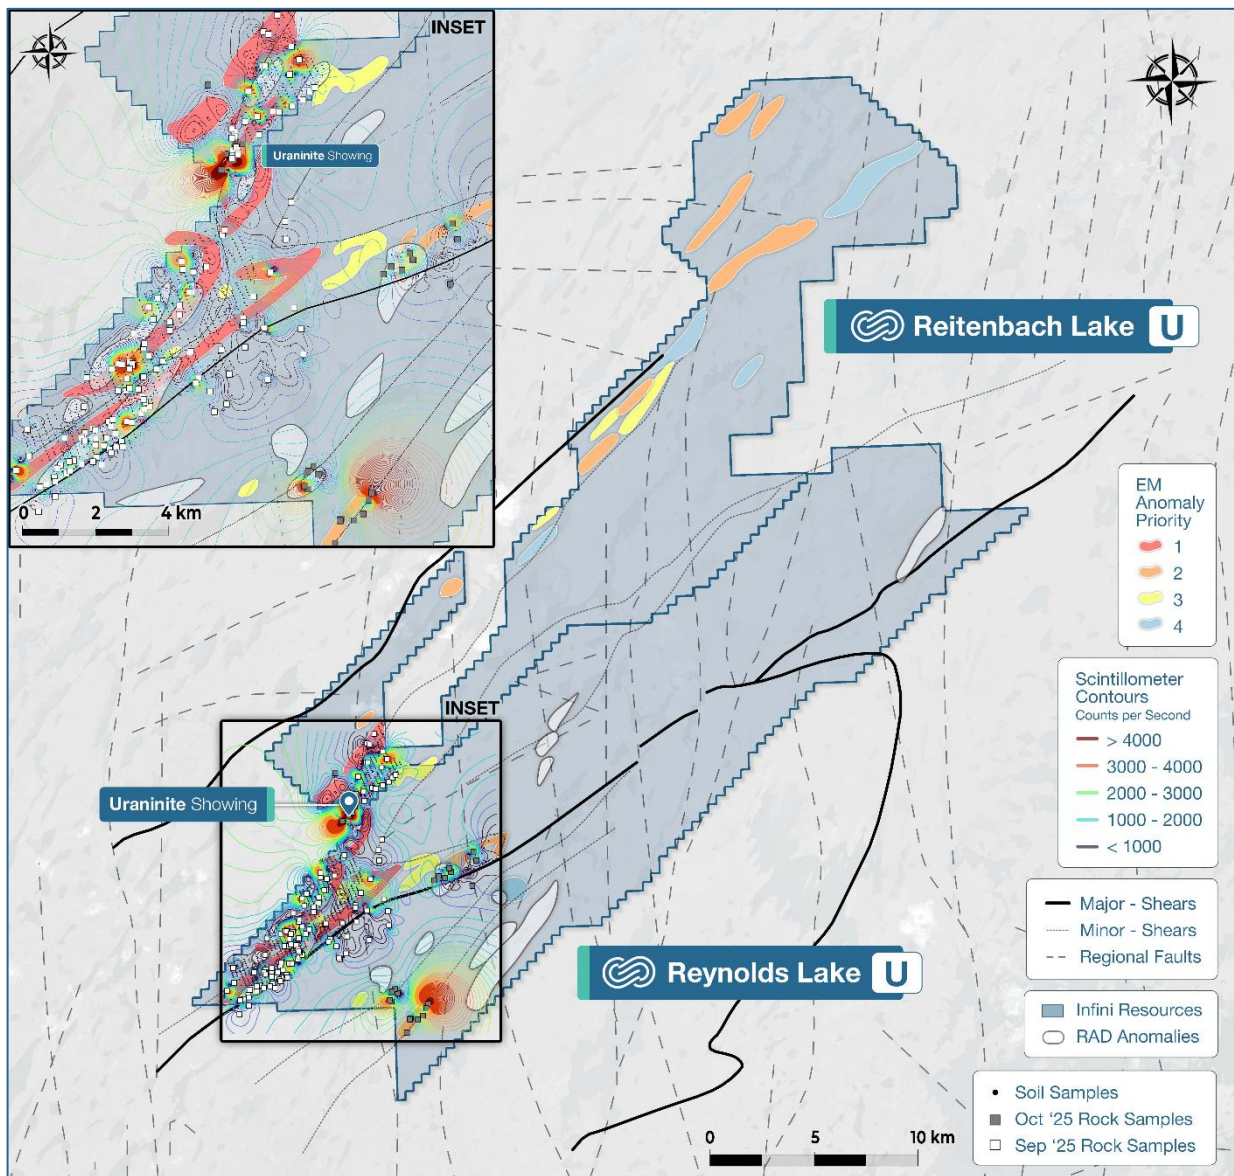 INSET
Uraninite Showing
0 2 4 km
Reitenbach Lake U
EM
Anomaly
Priority
1
2
3
4
Scintillometer
Contours
Counts per Second
> 4000
3000 - 4000
2000 - 3000
1000 - 2000
< 1000
INSET
Uraninite Showing
Major - Shears
Minor - Shears
Regional Faults
Reynolds Lake U
Infini Resources
RAD Anomalies
Soil Samples
Oct ‘25 Rock Samples
Sep ‘25 Rock Samples
0 5 10 km